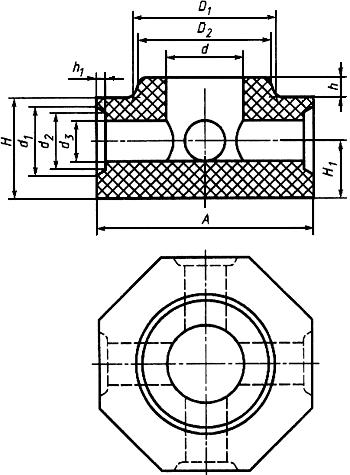 D₁
D₂
d
h₁
h
H
d₁
d₂
d₃
H₁
A